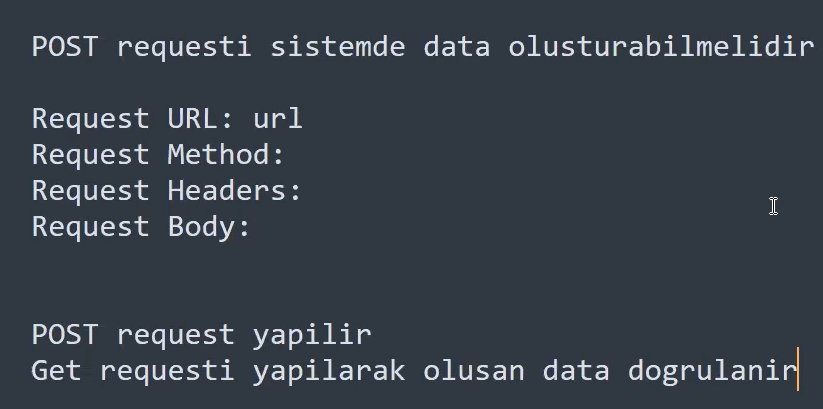 POST requesti sistemde data olusturabilmelidir
Request URL: url
Request Method:
Request Headers:
Request Body:
POST request yapilir
Get requesti yapilarak olusan data dogrulanir